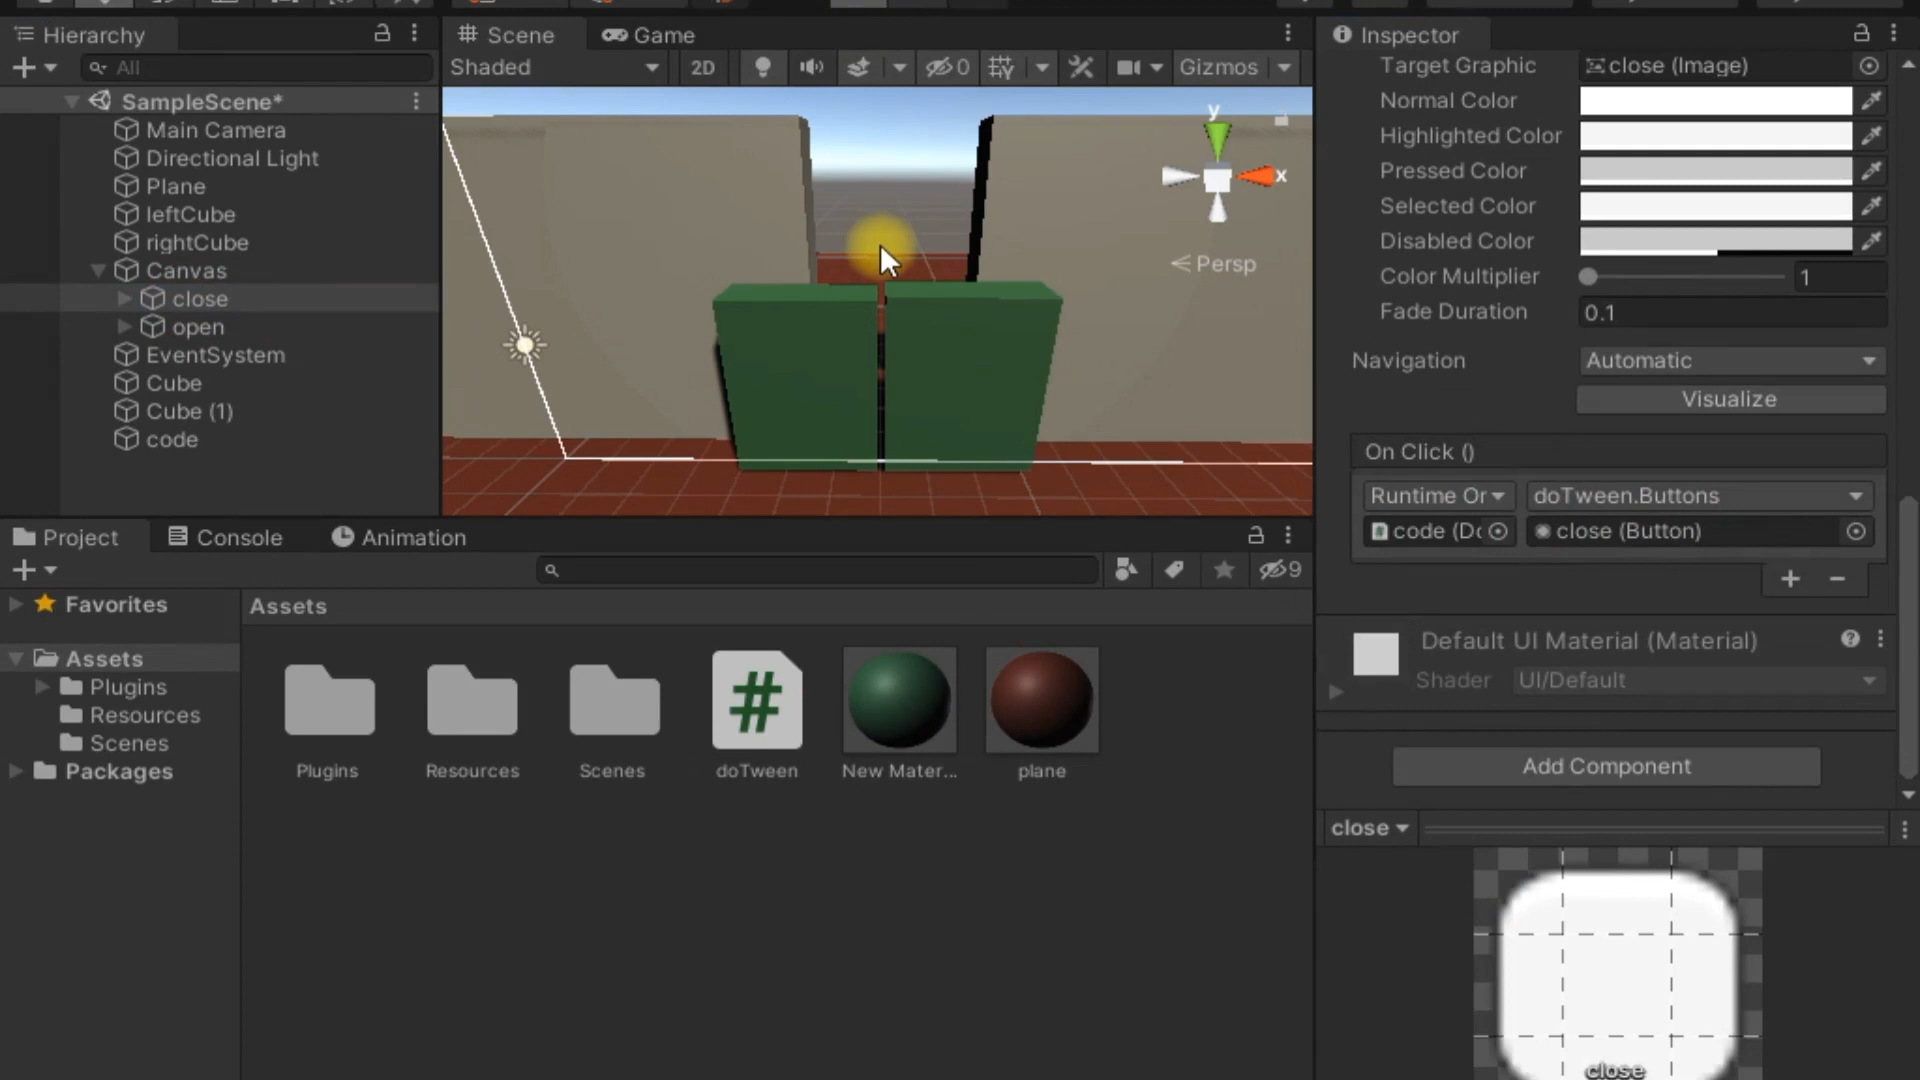 Hierarchy
Scene
Game
Inspector
All
Shaded
2D
0
Gizmos
SampleScene*
Main Camera
Directional Light
Plane
leftCube
rightCube
Canvas
close
open
EventSystem
Cube
Cube (1)
code
y
x
Persp
Target Graphic
close (Image)
Normal Color
Highlighted Color
Pressed Color
Selected Color
Disabled Color
Color Multiplier
1
Fade Duration
0.1
Navigation
Automatic
Visualize
On Click ()
Runtime Or
doTween.Buttons
code (Do
close (Button)
+ −
Default UI Material (Material)
Shader
UI/Default
Add Component
close
close
Project
Console
Animation
9
Favorites
Assets
Plugins
Resources
Scenes
Packages
Assets
Plugins
Resources
Scenes
#
doTween
New Mater...
plane